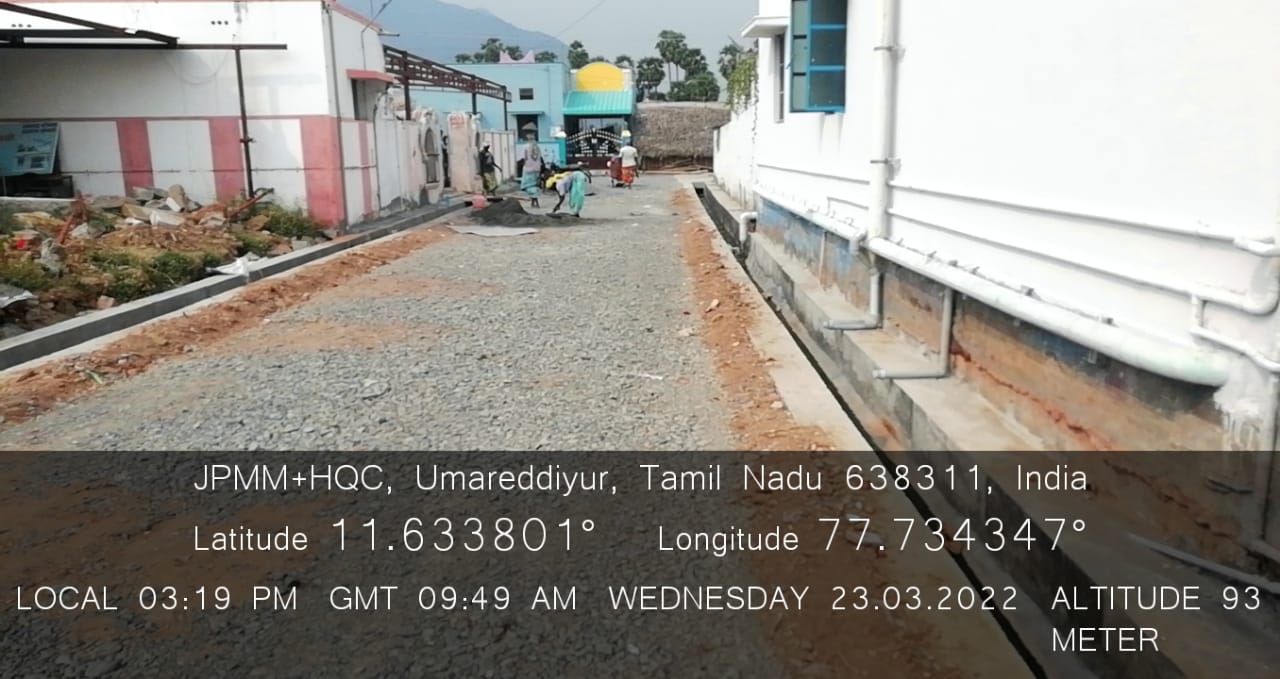 JPMM+HQC, Umareddiyur, Tamil Nadu 638311, India
Latitude 11.633801° Longitude 77.734347°
LOCAL 03:19 PM GMT 09:49 AM WEDNESDAY 23.03.2022 ALTITUDE 93
METER